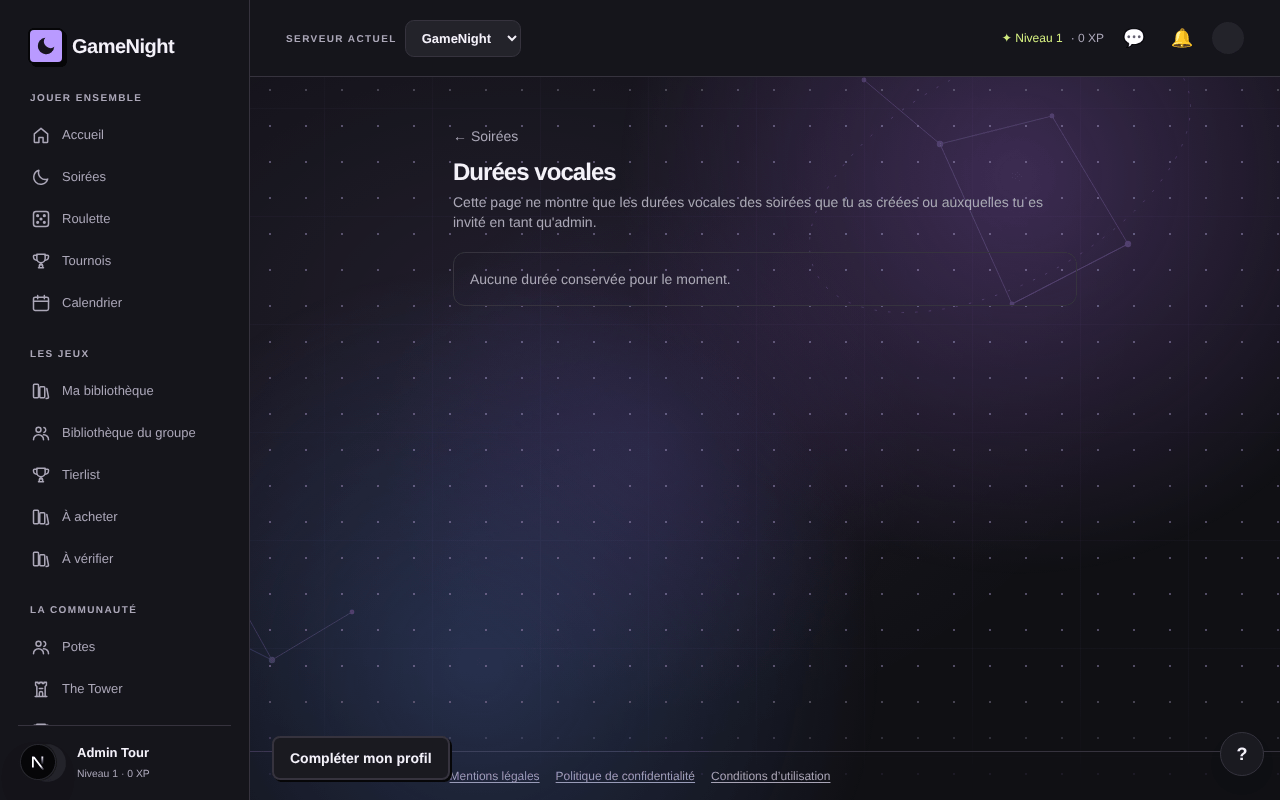 GameNight
SERVEUR ACTUEL
GameNight
✦ Niveau 1 · 0 XP
JOUER ENSEMBLE
Accueil
Soirées
Roulette
Tournois
Calendrier
LES JEUX
Ma bibliothèque
Bibliothèque du groupe
Tierlist
À acheter
À vérifier
LA COMMUNAUTÉ
Potes
The Tower
N
Admin Tour
Niveau 1 · 0 XP
← Soirées
Durées vocales
Cette page ne montre que les durées vocales des soirées que tu as créées ou auxquelles tu es
invité en tant qu'admin.
Aucune durée conservée pour le moment.
Compléter mon profil
Mentions légales Politique de confidentialité Conditions d'utilisation
?